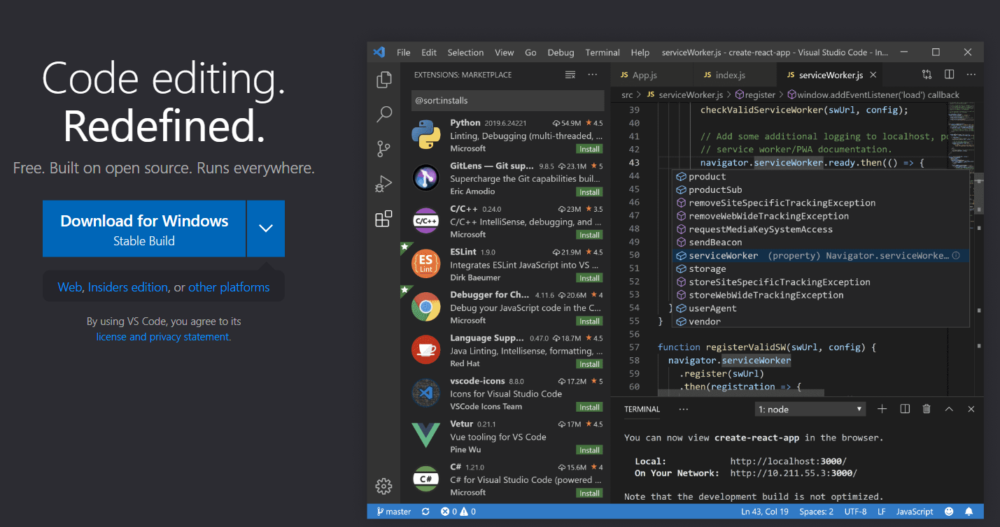 Code editing.
Redefined.
Free. Built on open source. Runs everywhere.
Download for Windows
Stable Build
Web, Insiders edition, or other platforms
By using VS Code, you agree to its
license and privacy statement.
File Edit Selection View Go Debug Terminal Help serviceWorker.js - create-react-app - Visual Studio Code - In...
EXTENSIONS: MARKETPLACE
@sort:installs
Python 2019.6.24221 54.9M 4.5
Linting, Debugging (multi-threaded, ...
Microsoft Install
GitLens — Git sup... 9.8.5 23.1M 5
Supercharge the Git capabilities buil...
Eric Amodio Install
C/C++
C/C++ 0.24.0 23M 3.5
C/C++ IntelliSense, debugging, and ...
Microsoft Install
ES
Lint
ESLint 1.9.0 21.9M 4.5
Integrates ESLint JavaScript into VS ...
Dirk Baeumer Install
Debugger for Ch... 4.11.6 20.6M 4
Debug your JavaScript code in the C...
Microsoft Install
Language Supp... 0.47.0 18.7M 4.5
Java Linting, Intellisense, formatting, ...
Red Hat Install
vscode-icons 8.8.0 17.2M 5
Icons for Visual Studio Code
VSCode Icons Team Install
Vetur 0.21.1 17M 4.5
Vue tooling for VS Code
Pine Wu Install
C#
C# 1.21.0 15.6M 4
C# for Visual Studio Code (powered ...
Microsoft Install
JS App.js JS index.js JS serviceWorker.js
src > JS serviceWorker.js > register > window.addEventListener('load') callback
39 checkValidServiceWorker(swUrl, config);
40
41 // Add some additional logging to localhost, po
42 // service worker/PWA documentation.
43 navigator.serviceWorker.ready.then(() => {
44 product
45 productSub
46 removeSiteSpecificTrackingException
47 removeWebWideTrackingException
48 requestMediaKeySystemAccess
49 sendBeacon
50 serviceWorker (property) Navigator.serviceWorke...
51 storage
52 storeSiteSpecificTrackingException
53 storeWebWideTrackingException
54 } userAgent
55 } vendor
56
57 function registerValidSW(swUrl, config) {
58 navigator.serviceWorker
59 .register(swUrl)
60 .then(registration => {
TERMINAL ... 1: node
You can now view create-react-app in the browser.
Local: http://localhost:3000/
On Your Network: http://10.211.55.3:3000/
Note that the development build is not optimized.
master 0 0 Ln 43, Col 19 Spaces: 2 UTF-8 LF JavaScript